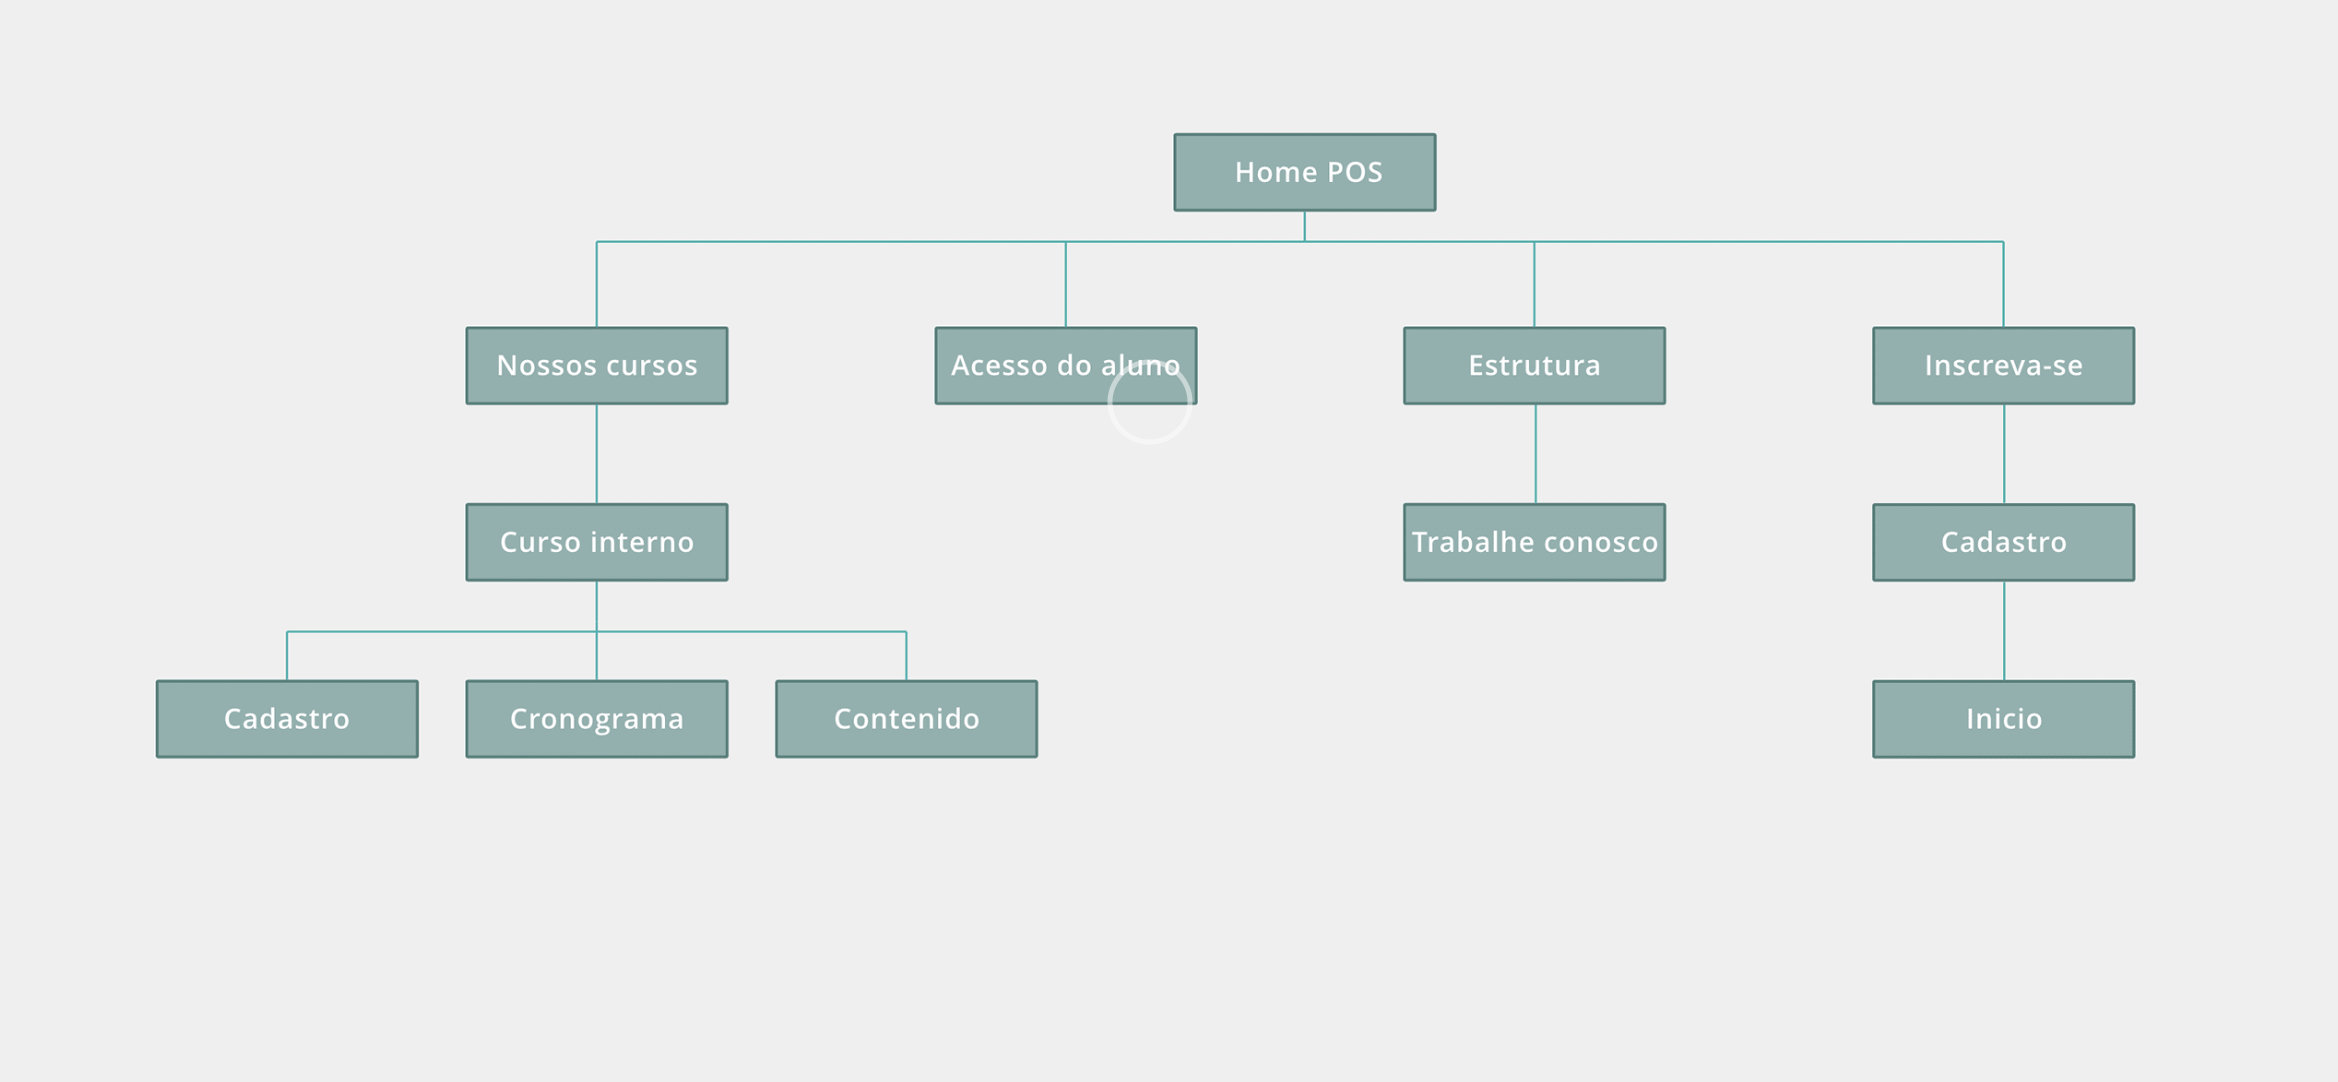 Home POS
Nossos cursos
Acesso do aluno
Estrutura
Inscreva-se
Curso interno
Trabalhe conosco
Cadastro
Cadastro
Cronograma
Contenido
Inicio